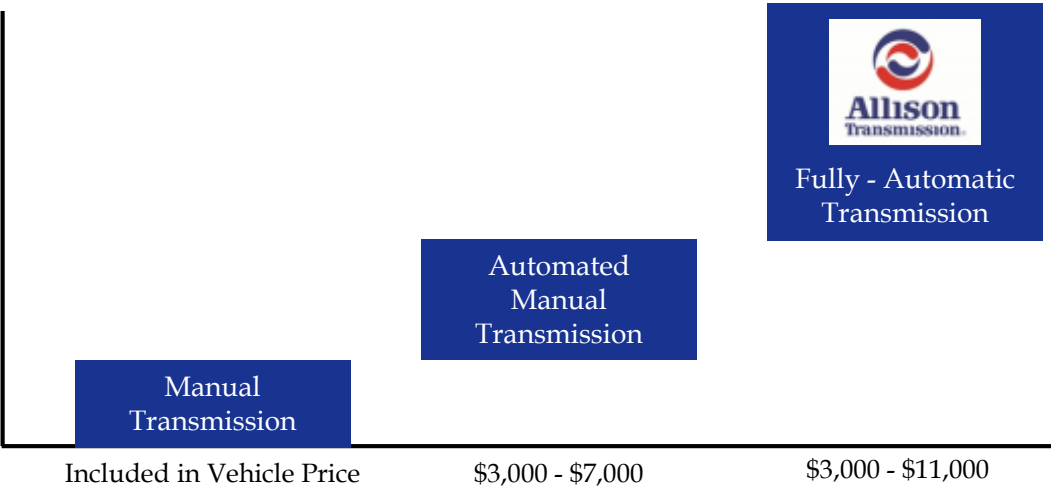 Allison
Transmission.
Fully - Automatic
Transmission
Automated
Manual
Transmission
Manual
Transmission
Included in Vehicle Price
$3,000 - $7,000
$3,000 - $11,000